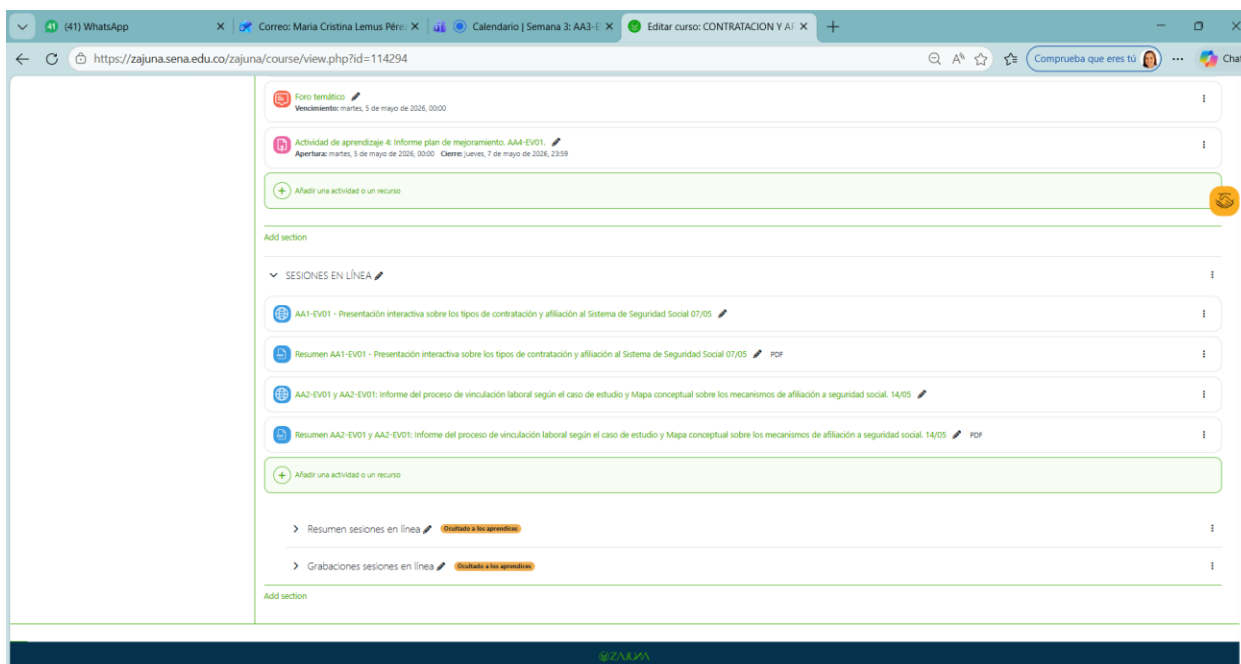 41 (41) WhatsApp
Correo: Maria Cristina Lemus Pére
Calendario | Semana 3: AA3-E
Editar curso: CONTRATACION Y AF
https://zajuna.sena.edu.co/zajuna/course/view.php?id=114294
Comprueba que eres tú
Chat
Foro temático
Vencimiento: martes, 5 de mayo de 2026, 00:00
Actividad de aprendizaje 4: Informe plan de mejoramiento. AA4-EV01.
Apertura: martes, 5 de mayo de 2026, 00:00 Cierre: jueves, 7 de mayo de 2026, 23:59
Añadir una actividad o un recurso
Add section
SESIONES EN LÍNEA
AA1-EV01 - Presentación interactiva sobre los tipos de contratación y afiliación al Sistema de Seguridad Social 07/05
Resumen AA1-EV01 - Presentación interactiva sobre los tipos de contratación y afiliación al Sistema de Seguridad Social 07/05 PDF
AA2-EV01 y AA2-EV01: Informe del proceso de vinculación laboral según el caso de estudio y Mapa conceptual sobre los mecanismos de afiliación a seguridad social. 14/05
Resumen AA2-EV01 y AA2-EV01: Informe del proceso de vinculación laboral según el caso de estudio y Mapa conceptual sobre los mecanismos de afiliación a seguridad social. 14/05 PDF
Añadir una actividad o un recurso
Resumen sesiones en línea Ocultado a los aprendices
Grabaciones sesiones en línea Ocultado a los aprendices
Add section
ZAJUNA